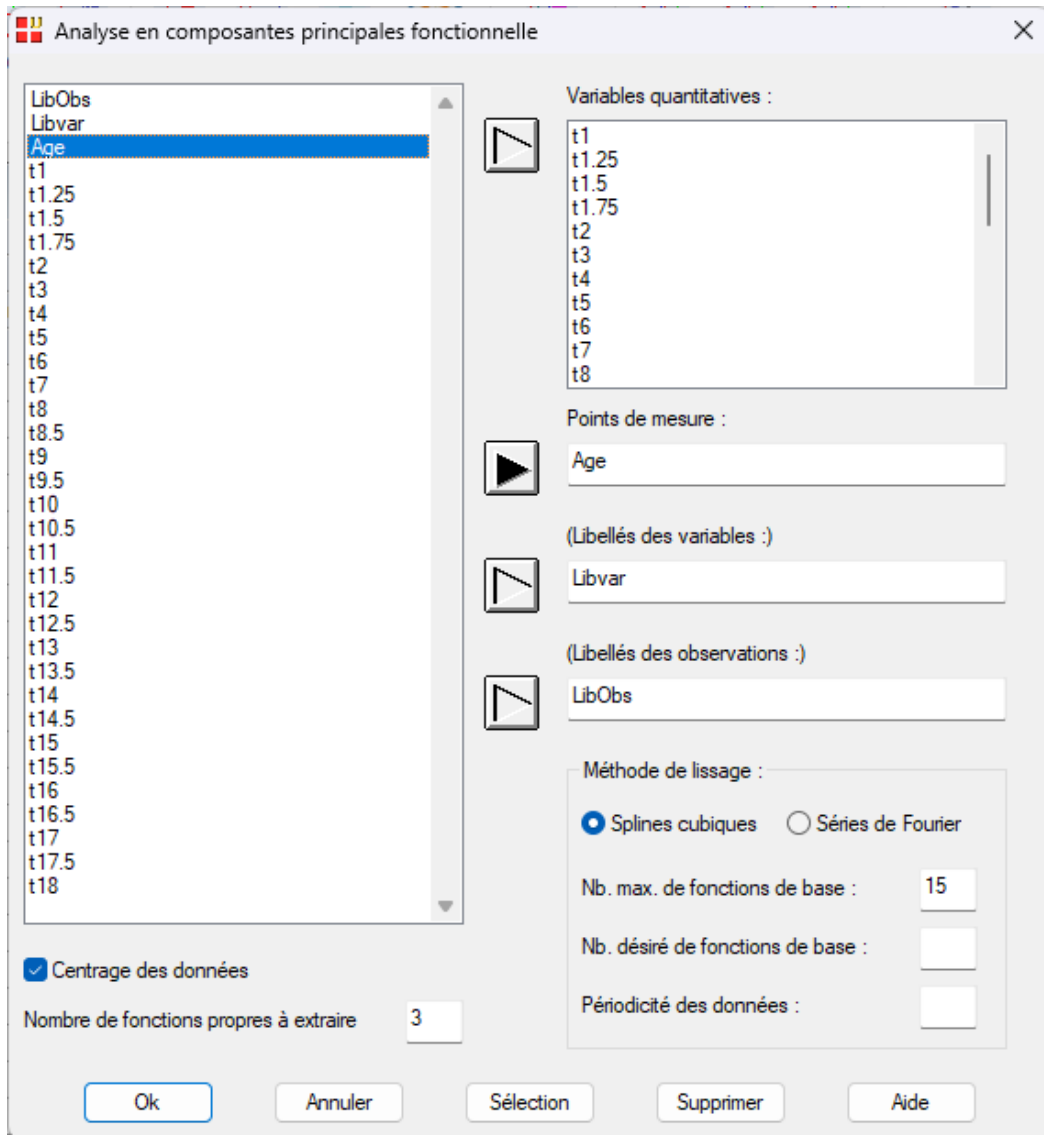 Analyse en composantes principales fonctionnelle
LibObs
Libvar
Age
t1
t1.25
t1.5
t1.75
t2
t3
t4
t5
t6
t7
t8
t8.5
t9
t9.5
t10
t10.5
t11
t11.5
t12
t12.5
t13
t13.5
t14
t14.5
t15
t15.5
t16
t16.5
t17
t17.5
t18
Centrage des données
Nombre de fonctions propres à extraire 3
Variables quantitatives :
t1
t1.25
t1.5
t1.75
t2
t3
t4
t5
t6
t7
t8
Points de mesure :
Age
(Libellés des variables :)
Libvar
(Libellés des observations :)
LibObs
Méthode de lissage :
Splines cubiques Séries de Fourier
Nb. max. de fonctions de base : 15
Nb. désiré de fonctions de base :
Périodicité des données :
Ok Annuler Sélection Supprimer Aide